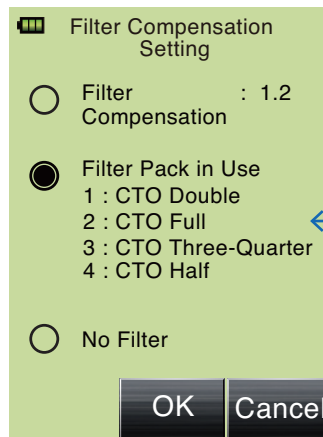 Filter Compensation
Setting
Filter : 1.2
Compensation
Filter Pack in Use
1 : CTO Double
2 : CTO Full
3 : CTO Three-Quarter
4 : CTO Half
No Filter
OK Cancel